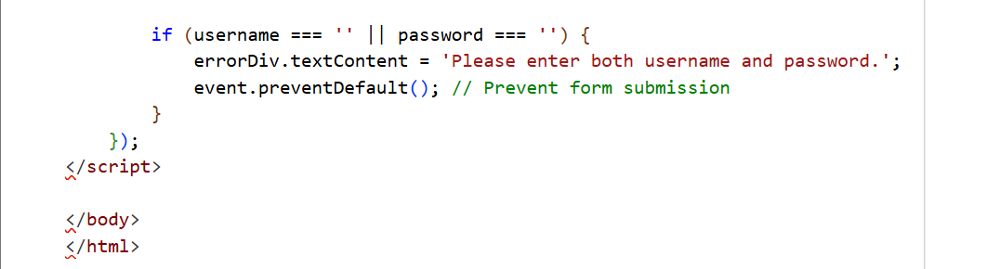 if (username === '' || password === '') {
errorDiv.textContent = 'Please enter both username and password.';
event.preventDefault(); // Prevent form submission
}
});
</script>
</body>
</html>